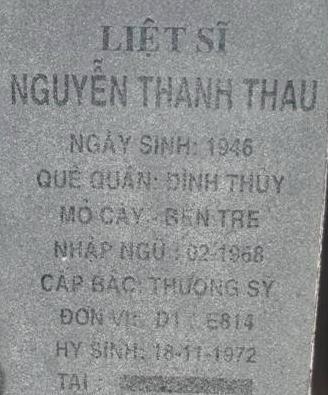 LIỆT SĨ
NGUYỄN THANH THAU
NGÀY SINH: 1946
QUÊ QUÁN: ĐỊNH THỦY
MỎ CÀY - BẾN TRE
NHẬP NGŨ : 02-1968
CẤP BẬC: THƯỢNG SỸ
ĐƠN VỊ: D1 : E814
HY SINH: 18-11-1972
TẠI :